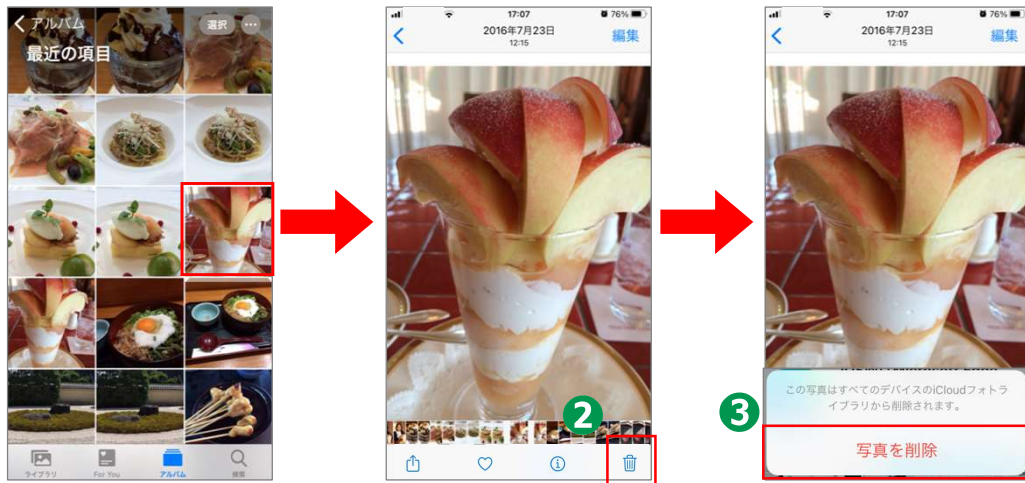 アルバム
選択
最近の項目
ライブラリ
For You
アルバム
検索
17:07
76%
2016年7月23日
12:15
編集
2
17:07
76%
2016年7月23日
12:15
編集
3
この写真はすべてのデバイスのiCloudフォトラ
イブラリから削除されます。
写真を削除